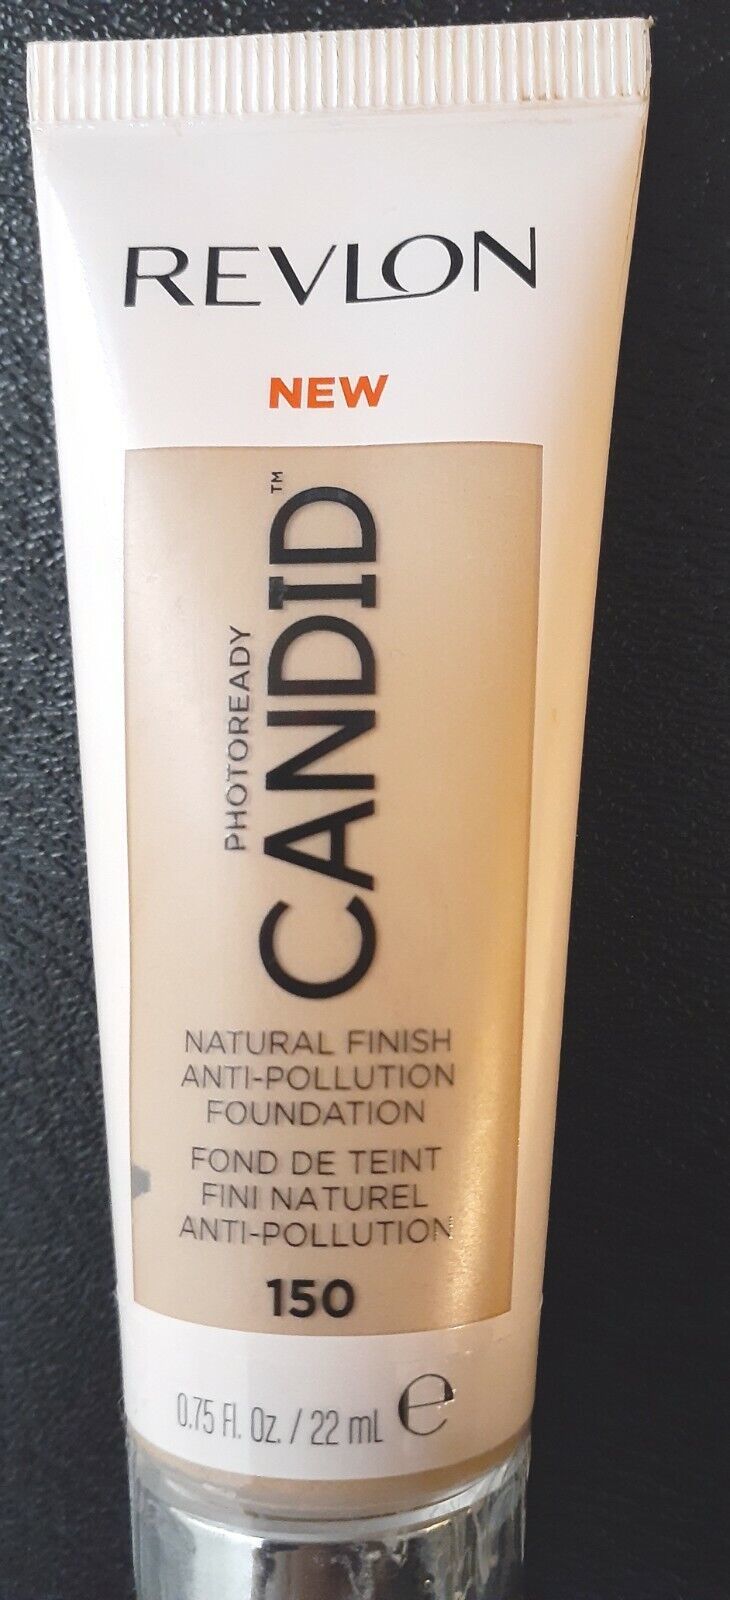 REVLON
NEW
PHOTOREADY
CANDID™
NATURAL FINISH
ANTI-POLLUTION
FOUNDATION
FOND DE TEINT
FINI NATUREL
ANTI-POLLUTION
150
0.75 Fl. Oz. / 22 mL ℮